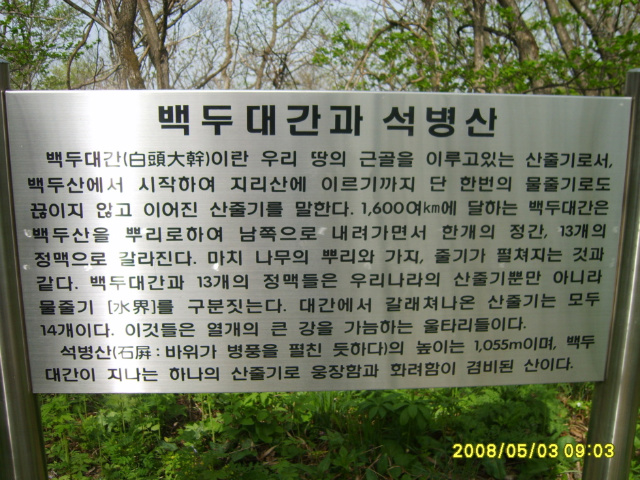 백두대간과 석병산
백두대간(白頭大幹)이란 우리 땅의 근골을 이루고있는 산줄기로서,
백두산에서 시작하여 지리산에 이르기까지 단 한번의 물줄기로도
끊이지 않고 이어진 산줄기를 말한다. 1,600여km에 달하는 백두대간은
백두산을 뿌리로하여 남쪽으로 내려가면서 한개의 정간, 13개의
정맥으로 갈라진다. 마치 나무의 뿌리와 가지, 줄기가 펼쳐지는 것과
같다. 백두대간과 13개의 정맥들은 우리나라의 산줄기뿐만 아니라
물줄기 [水界]를 구분짓는다. 대간에서 갈래쳐나온 산줄기는 모두
14개이다. 이것들은 열개의 큰 강을 가늠하는 울타리들이다.
석병산(石屛 : 바위가 병풍을 펼친 듯하다)의 높이는 1,055m이며, 백두
대간이 지나는 하나의 산줄기로 웅장함과 화려함이 겸비된 산이다.
2008/05/03 09:03